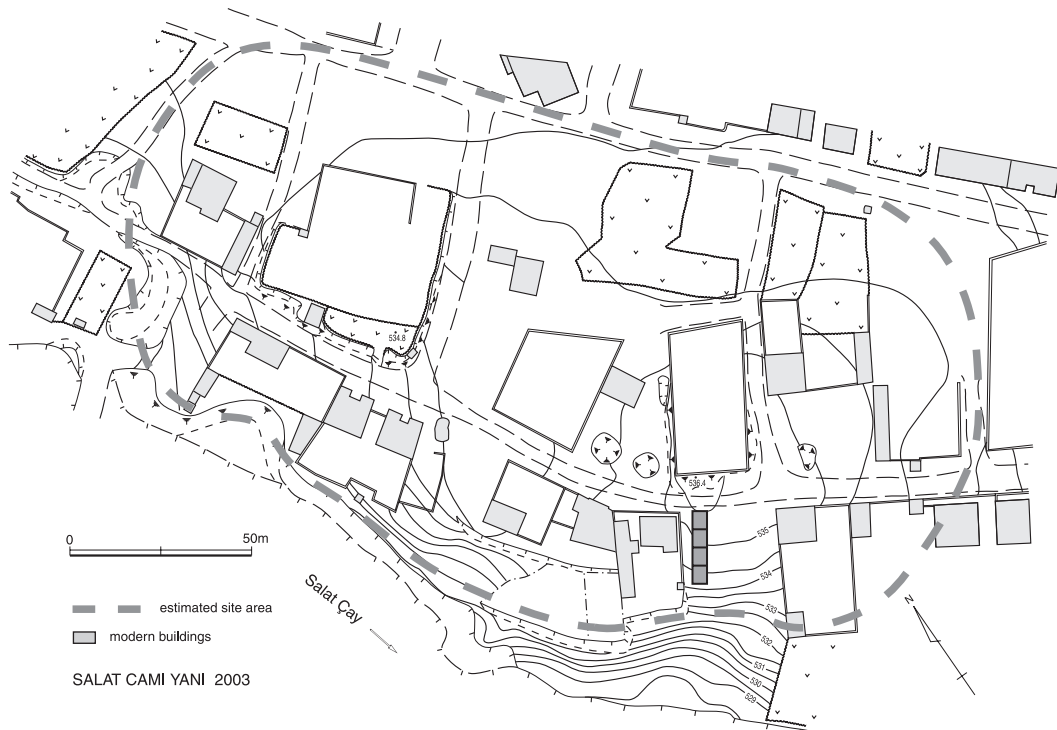 534.8
536.4
535
534
533
532
531
530
529
0 50m
Salat Çay
estimated site area
modern buildings
SALAT CAMI YANI 2003
N